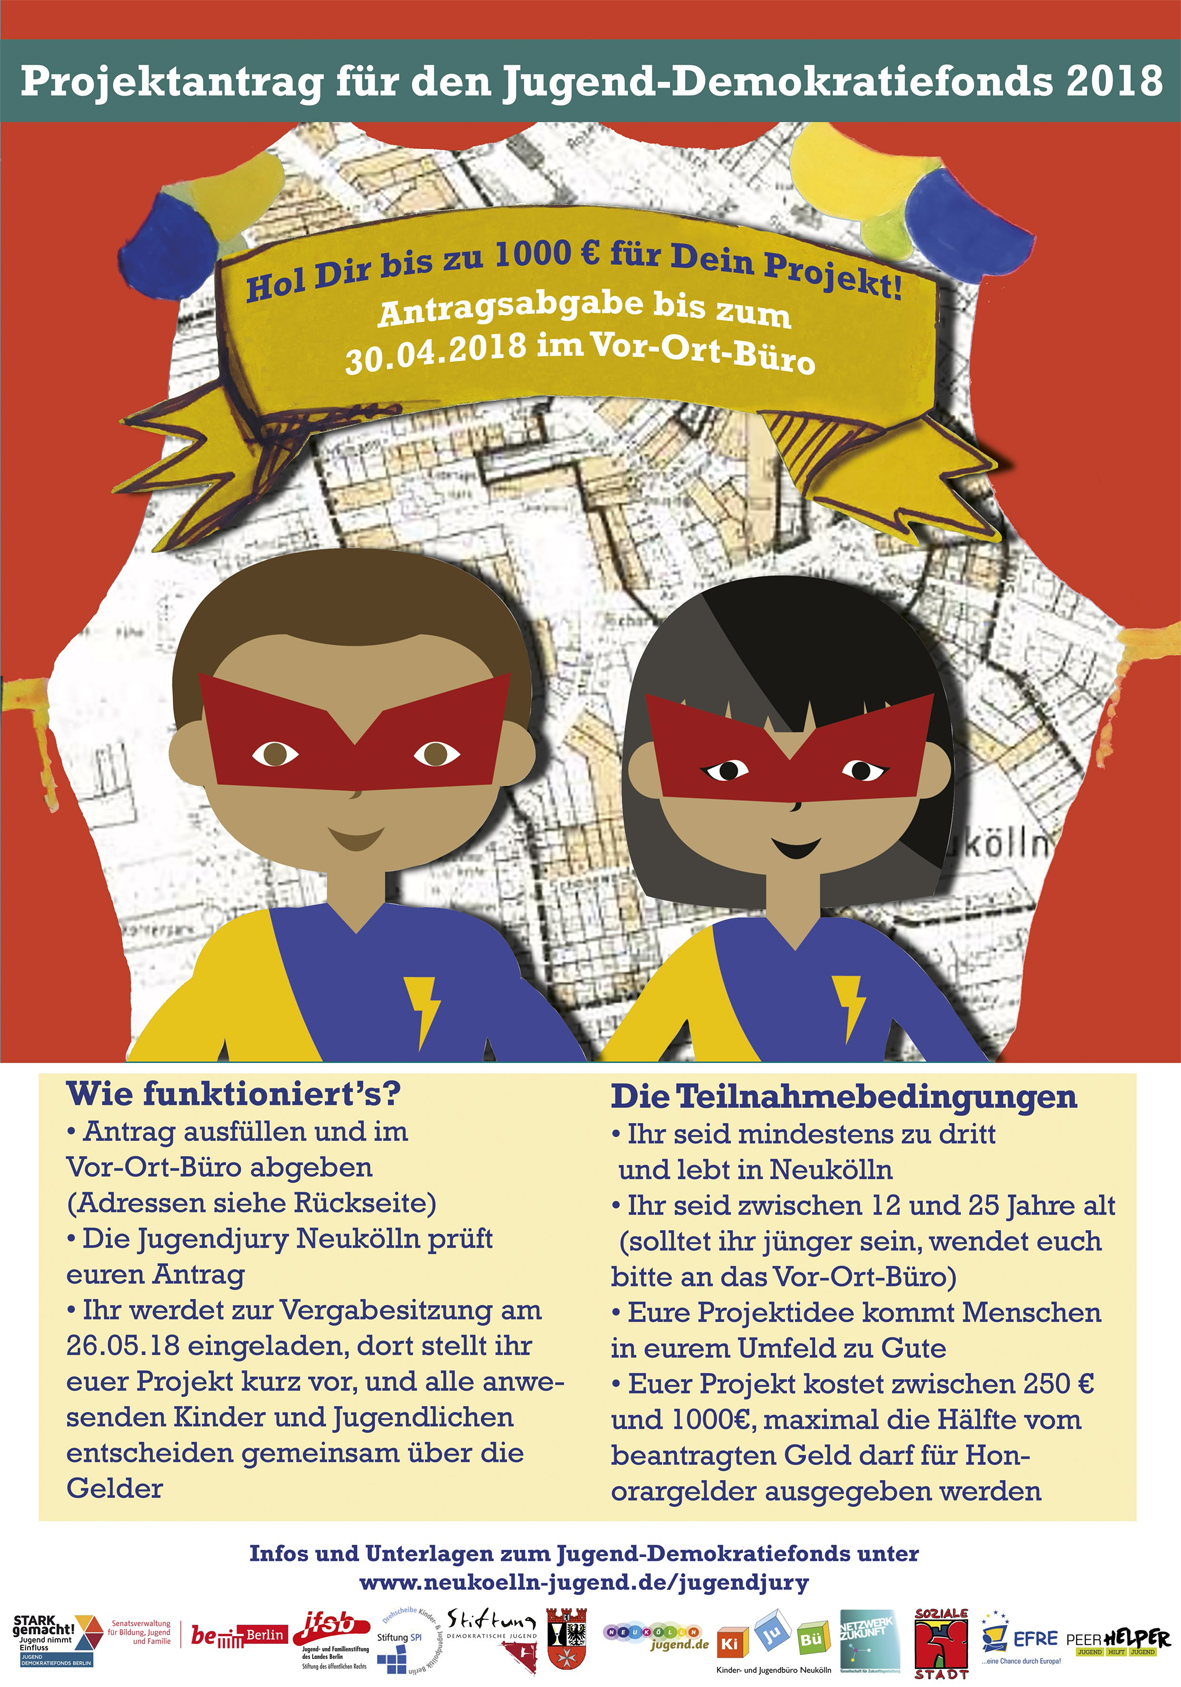 Projektantrag für den Jugend-Demokratiefonds 2018
Hol Dir bis zu 1000 € für Dein Projekt!
Antragsabgabe bis zum
30.04.2018 im Vor-Ort-Büro
ukölln
Wie funktioniert's?
• Antrag ausfüllen und im
Vor-Ort-Büro abgeben
(Adressen siehe Rückseite)
• Die Jugendjury Neukölln prüft
euren Antrag
• Ihr werdet zur Vergabesitzung am
26.05.18 eingeladen, dort stellt ihr
euer Projekt kurz vor, und alle anwe-
senden Kinder und Jugendlichen
entscheiden gemeinsam über die
Gelder
Die Teilnahmebedingungen
• Ihr seid mindestens zu dritt
und lebt in Neukölln
• Ihr seid zwischen 12 und 25 Jahre alt
(solltet ihr jünger sein, wendet euch
bitte an das Vor-Ort-Büro)
• Eure Projektidee kommt Menschen
in eurem Umfeld zu Gute
• Euer Projekt kostet zwischen 250 €
und 1000€, maximal die Hälfte vom
beantragten Geld darf für Hon-
orargelder ausgegeben werden
Infos und Unterlagen zum Jugend-Demokratiefonds unter
www.neukoelln-jugend.de/jugendjury
STARK
gemacht!
Jugend nimmt
Einfluss
JUGEND
DEMOKRATIEFONDS BERLIN
Senatsverwaltung
für Bildung, Jugend
und Familie
be Berlin
jfsb
Jugend- und Familienstiftung
des Landes Berlin
Stiftung des öffentlichen Rechts
Drehscheibe Kinder- & Jugendpolitik Berlin
Stiftung SPI
Stiftung
DEMOKRATISCHE JUGEND
NEUKÖLLN
jugend.de
Ki Ju Bü
Kinder- und Jugendbüro Neukölln
NETZWERK
ZUKUNFT
SOZIALE
STADT
EFRE
...eine Chance durch Europa!
PEER HELPER
JUGEND HILFT JUGEND